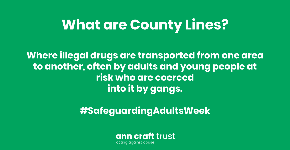 What are County Lines?
Where illegal drugs are transported from one area
to another, often by adults and young people at
risk who are coerced
into it by gangs.
#SafeguardingAdultsWeek
ann craft trust